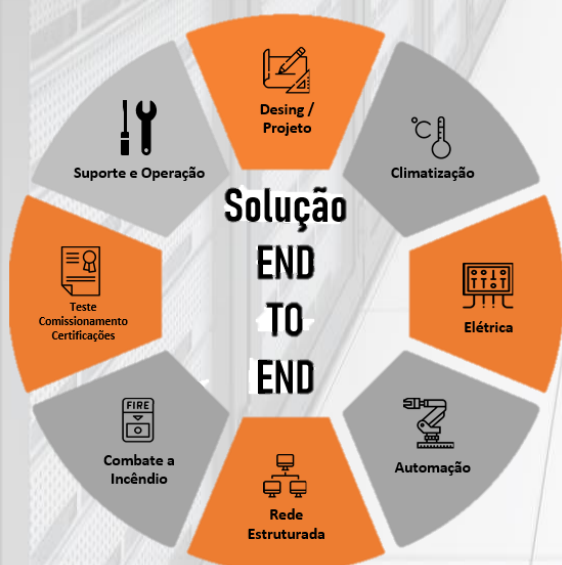 Desing /
Projeto
Climatização
Elétrica
Automação
Rede
Estruturada
FIRE
Combate a
Incêndio
Teste
Comissionamento
Certificações
Suporte e Operação
Solução
END
TO
END